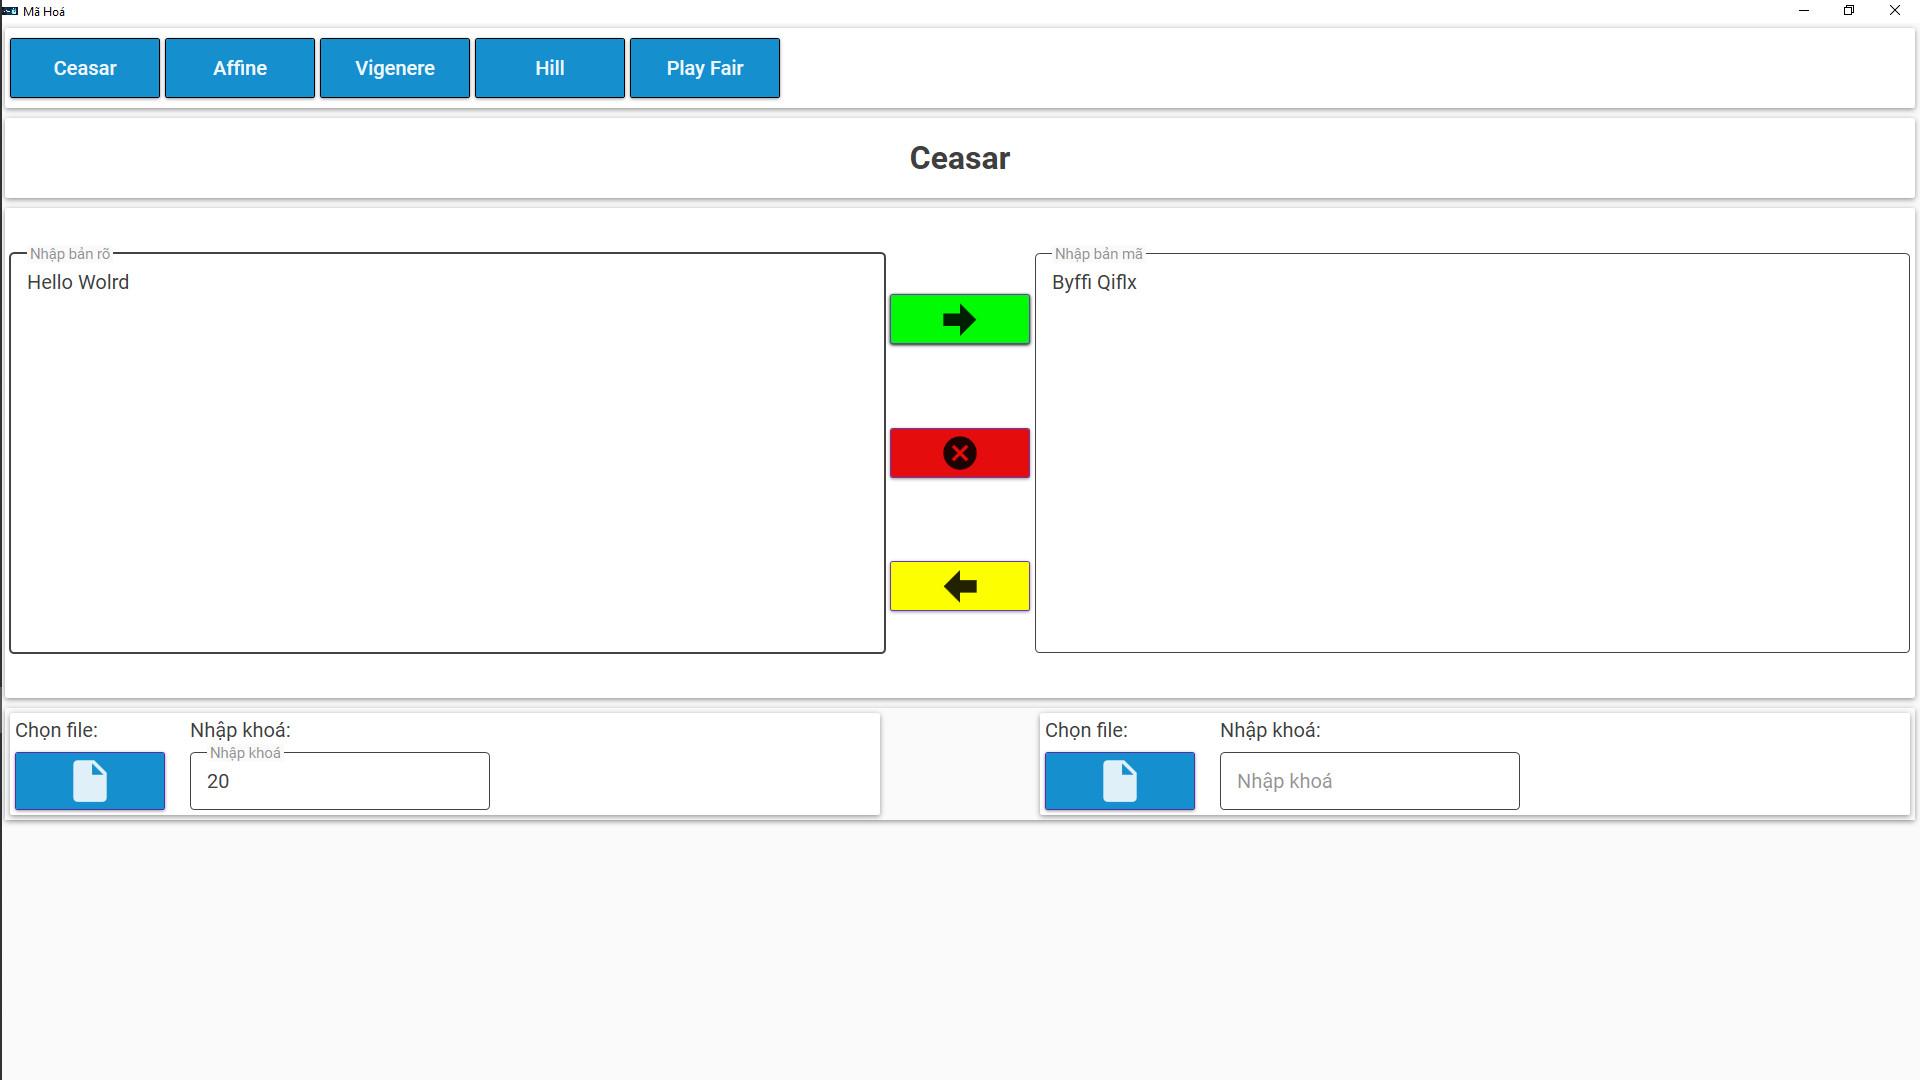 Mã Hoá
Ceasar Affine Vigenere Hill Play Fair
Ceasar
Nhập bản rõ
Hello Wolrd
Nhập bản mã
Byffi Qiflx
Chọn file: Nhập khoá:
Nhập khoá
20
Chọn file: Nhập khoá:
Nhập khoá